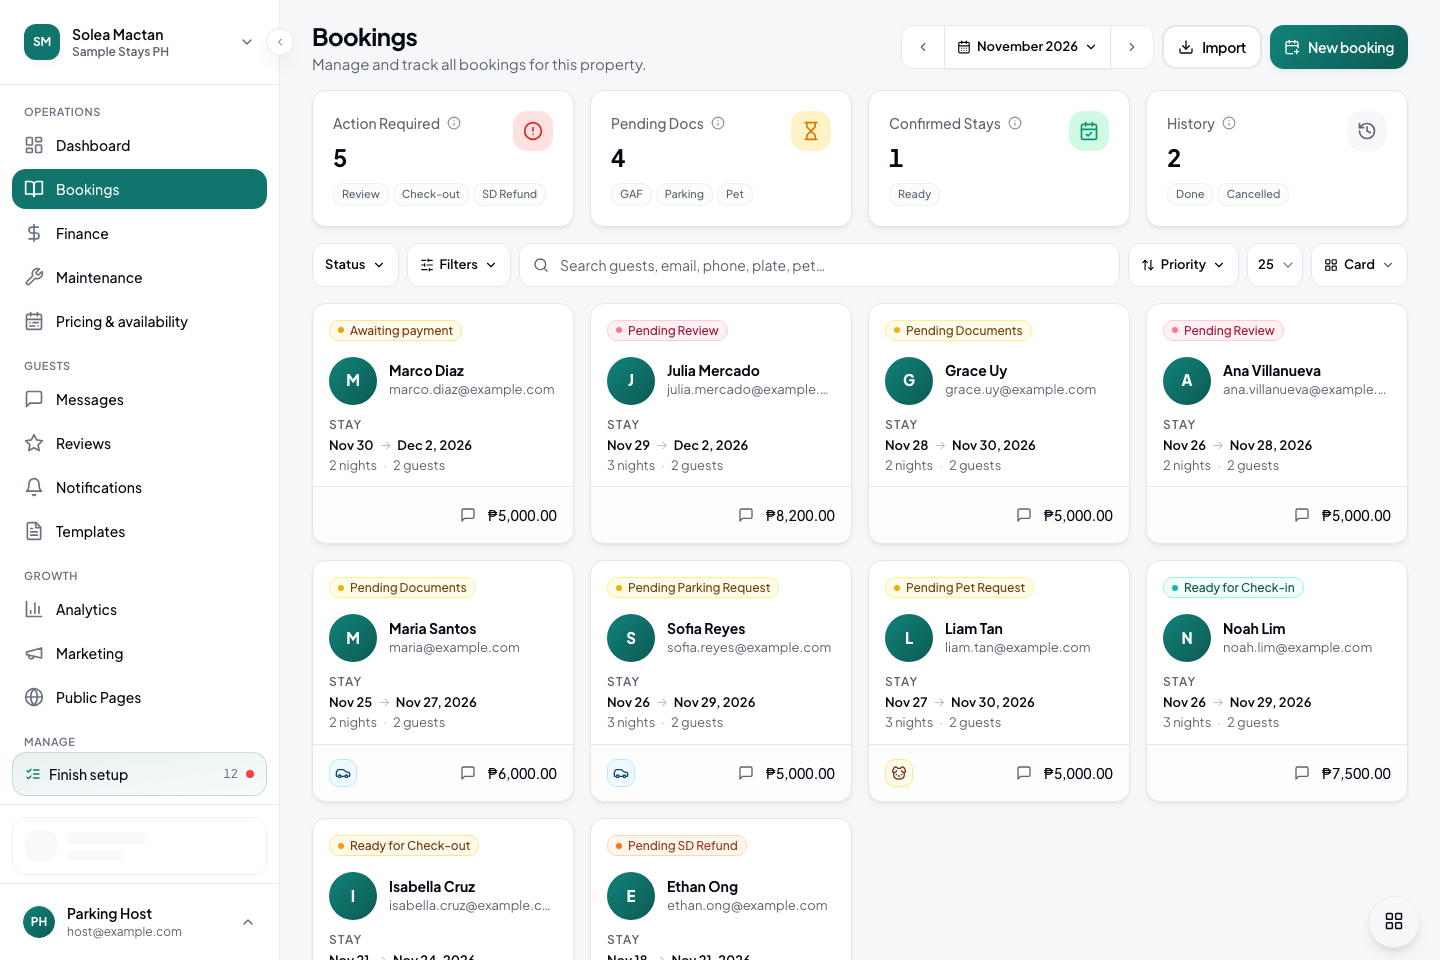 SM
Solea Mactan
Sample Stays PH
OPERATIONS
Dashboard
Bookings
Finance
Maintenance
Pricing & availability
GUESTS
Messages
Reviews
Notifications
Templates
GROWTH
Analytics
Marketing
Public Pages
MANAGE
Finish setup 12
PH
Parking Host
host@example.com
Bookings
Manage and track all bookings for this property.
November 2026
Import
New booking
Action Required
5
Review Check-out SD Refund
Pending Docs
4
GAF Parking Pet
Confirmed Stays
1
Ready
History
2
Done Cancelled
Status
Filters
Search guests, email, phone, plate, pet...
Priority
25
Card
Awaiting payment
M
Marco Diaz
marco.diaz@example.com
STAY
Nov 30 → Dec 2, 2026
2 nights · 2 guests
₱5,000.00
Pending Review
J
Julia Mercado
julia.mercado@example....
STAY
Nov 29 → Dec 2, 2026
3 nights · 2 guests
₱8,200.00
Pending Documents
G
Grace Uy
grace.uy@example.com
STAY
Nov 28 → Nov 30, 2026
2 nights · 2 guests
₱5,000.00
Pending Review
A
Ana Villanueva
ana.villanueva@example....
STAY
Nov 26 → Nov 28, 2026
2 nights · 2 guests
₱5,000.00
Pending Documents
M
Maria Santos
maria@example.com
STAY
Nov 25 → Nov 27, 2026
2 nights · 2 guests
₱6,000.00
Pending Parking Request
S
Sofia Reyes
sofia.reyes@example.com
STAY
Nov 26 → Nov 29, 2026
3 nights · 2 guests
₱5,000.00
Pending Pet Request
L
Liam Tan
liam.tan@example.com
STAY
Nov 27 → Nov 30, 2026
3 nights · 2 guests
₱5,000.00
Ready for Check-in
N
Noah Lim
noah.lim@example.com
STAY
Nov 26 → Nov 29, 2026
3 nights · 2 guests
₱7,500.00
Ready for Check-out
I
Isabella Cruz
isabella.cruz@example.c...
STAY
Nov 21 → Nov 24, 2026
Pending SD Refund
E
Ethan Ong
ethan.ong@example.com
STAY
Nov 18 → Nov 21, 2026